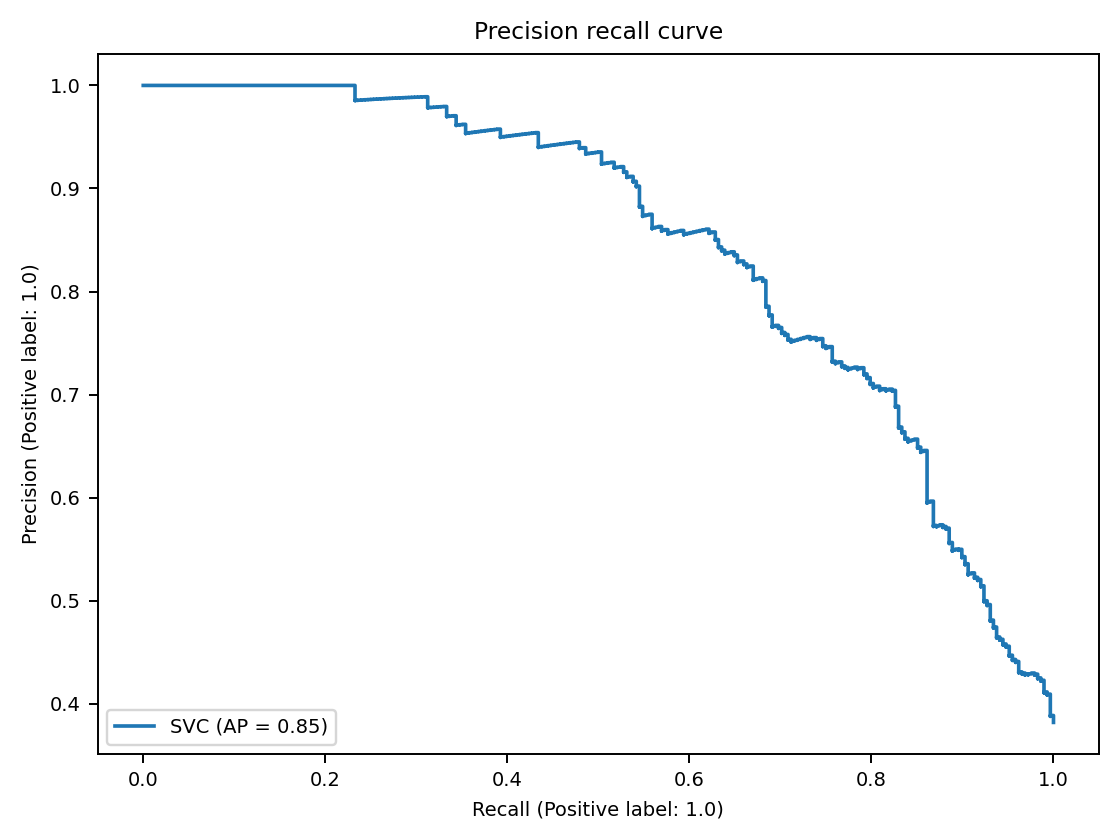 Precision recall curve
1.0
0.9
0.8
0.7
0.6
0.5
0.4
Precision (Positive label: 1.0)
SVC (AP = 0.85)
0.0 0.2 0.4 0.6 0.8 1.0
Recall (Positive label: 1.0)